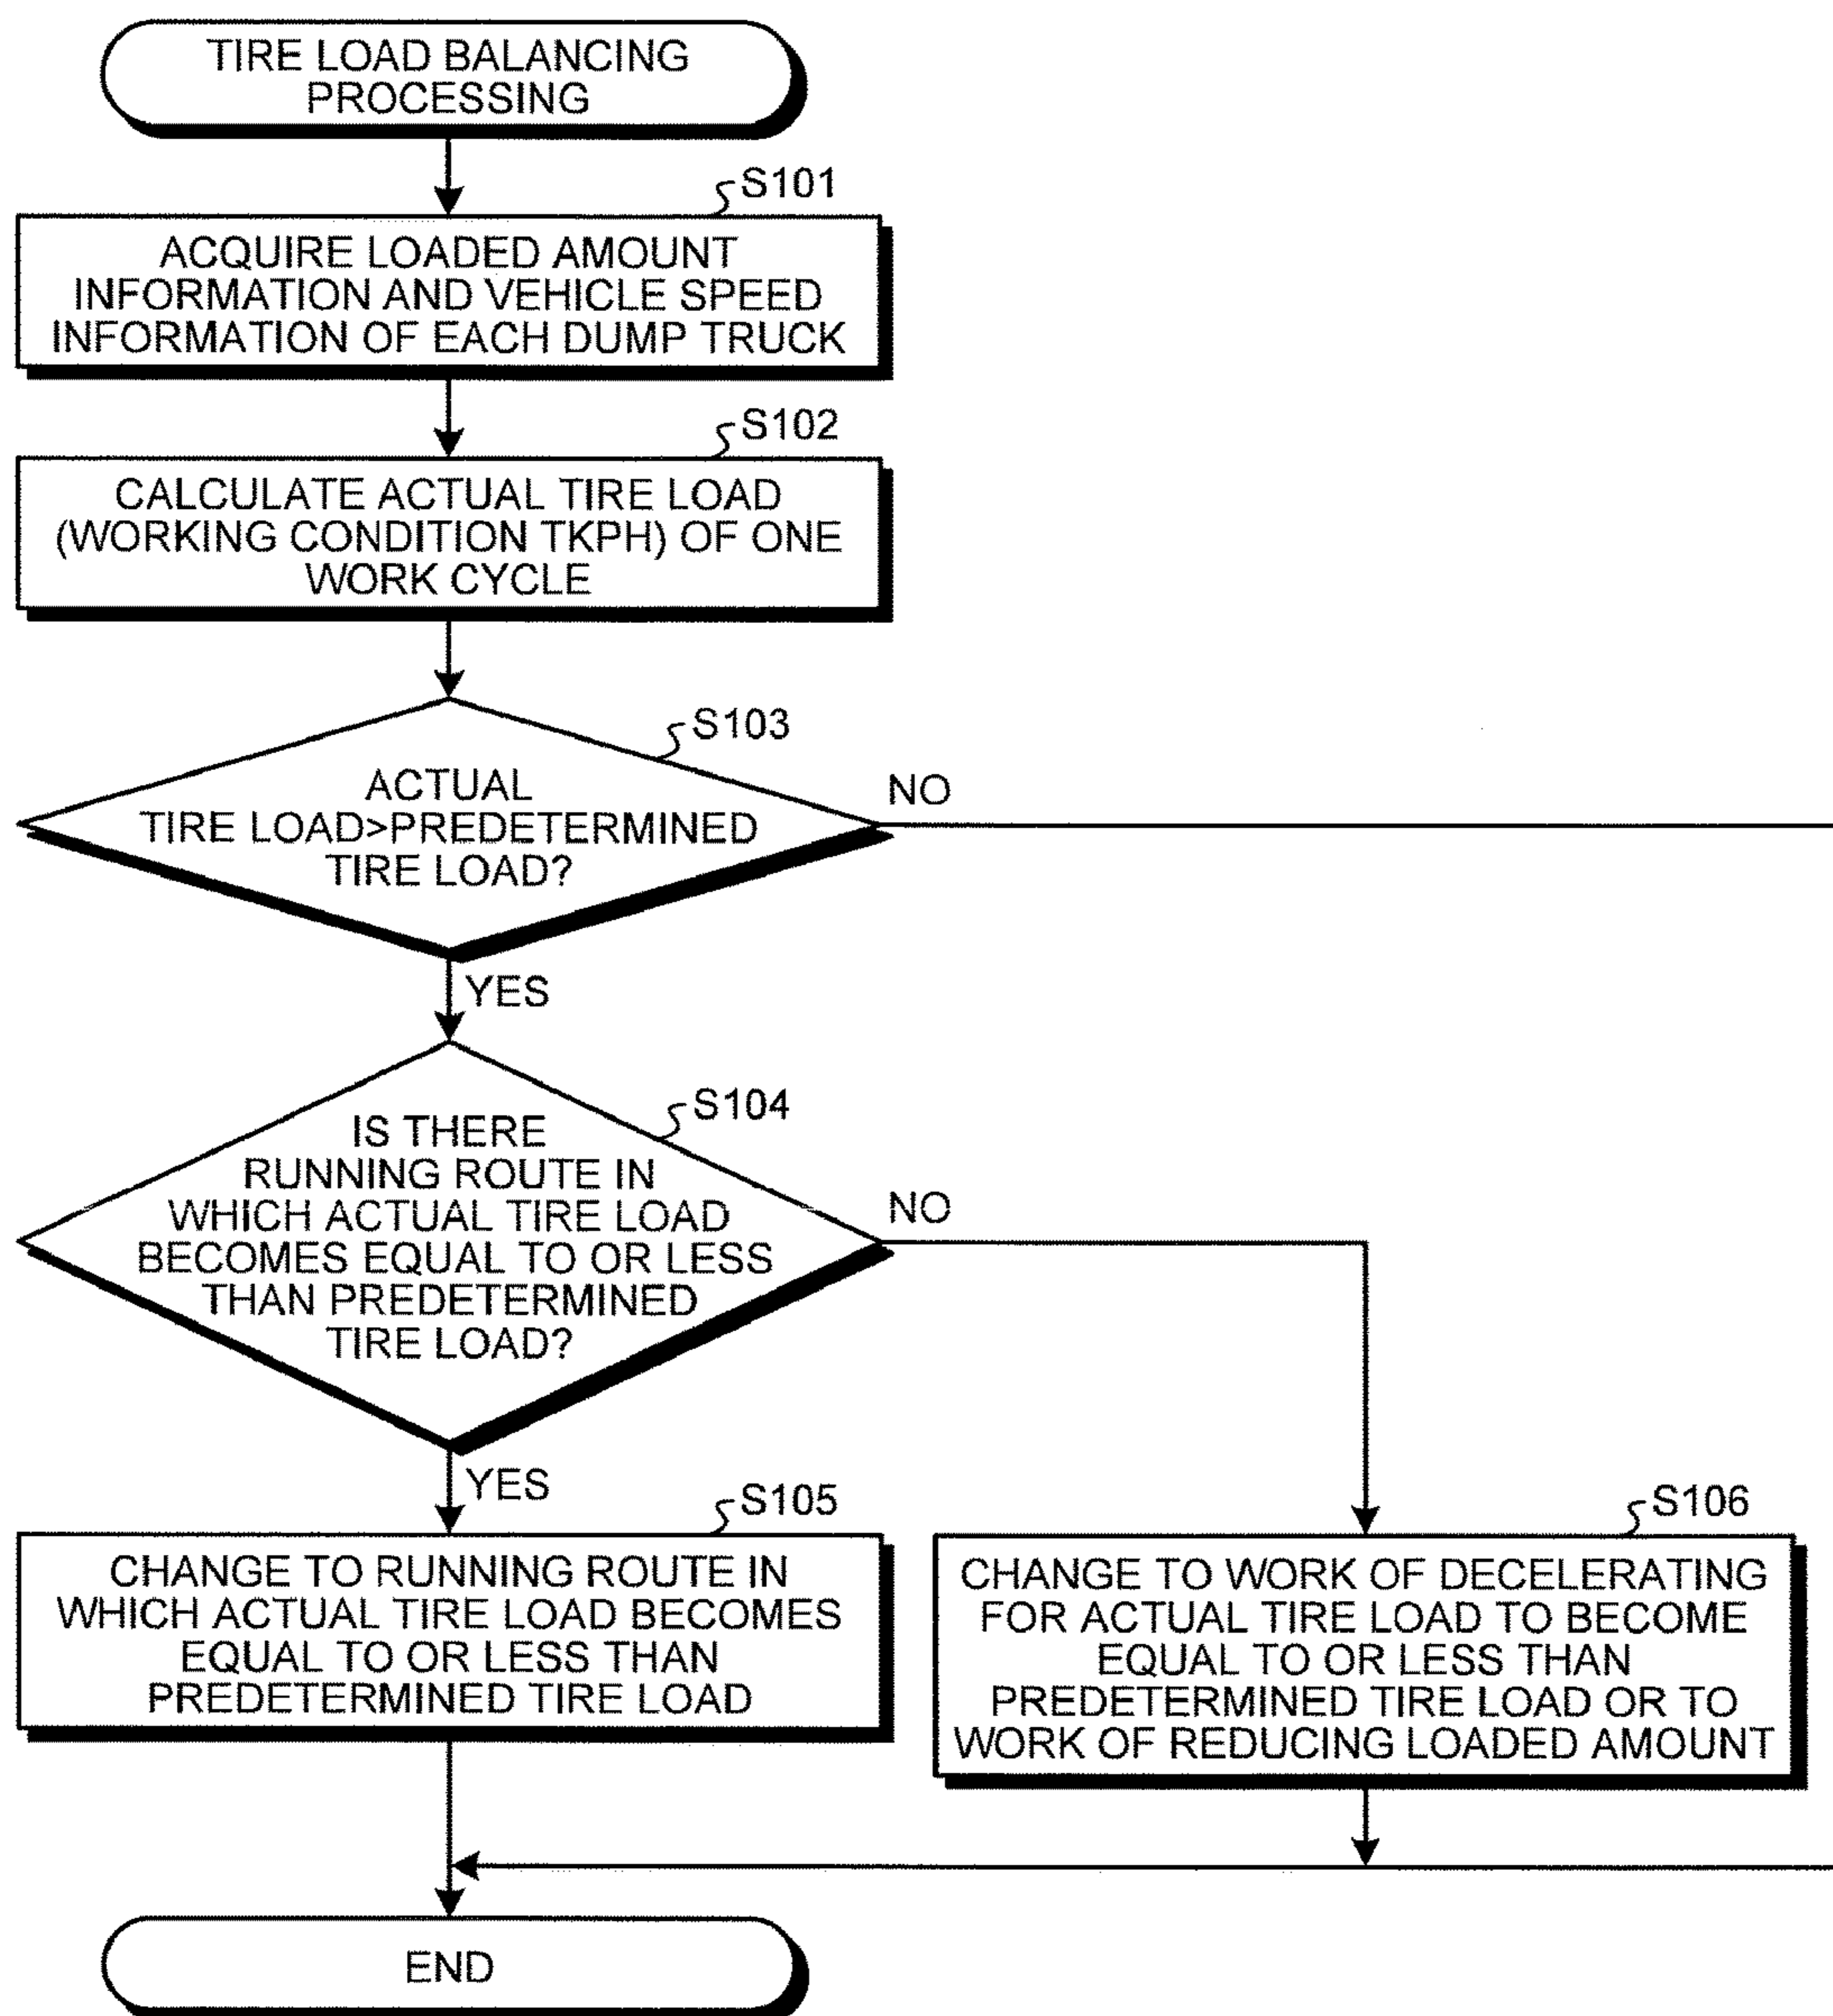 TIRE LOAD BALANCING
PROCESSING
S101
ACQUIRE LOADED AMOUNT
INFORMATION AND VEHICLE SPEED
INFORMATION OF EACH DUMP TRUCK
S102
CALCULATE ACTUAL TIRE LOAD
(WORKING CONDITION TKPH) OF ONE
WORK CYCLE
S103
ACTUAL
TIRE LOAD>PREDETERMINED
TIRE LOAD?
NO
YES
S104
IS THERE
RUNNING ROUTE IN
WHICH ACTUAL TIRE LOAD
BECOMES EQUAL TO OR LESS
THAN PREDETERMINED
TIRE LOAD?
NO
YES
S105
CHANGE TO RUNNING ROUTE IN
WHICH ACTUAL TIRE LOAD BECOMES
EQUAL TO OR LESS THAN
PREDETERMINED TIRE LOAD
S106
CHANGE TO WORK OF DECELERATING
FOR ACTUAL TIRE LOAD TO BECOME
EQUAL TO OR LESS THAN
PREDETERMINED TIRE LOAD OR TO
WORK OF REDUCING LOADED AMOUNT
END